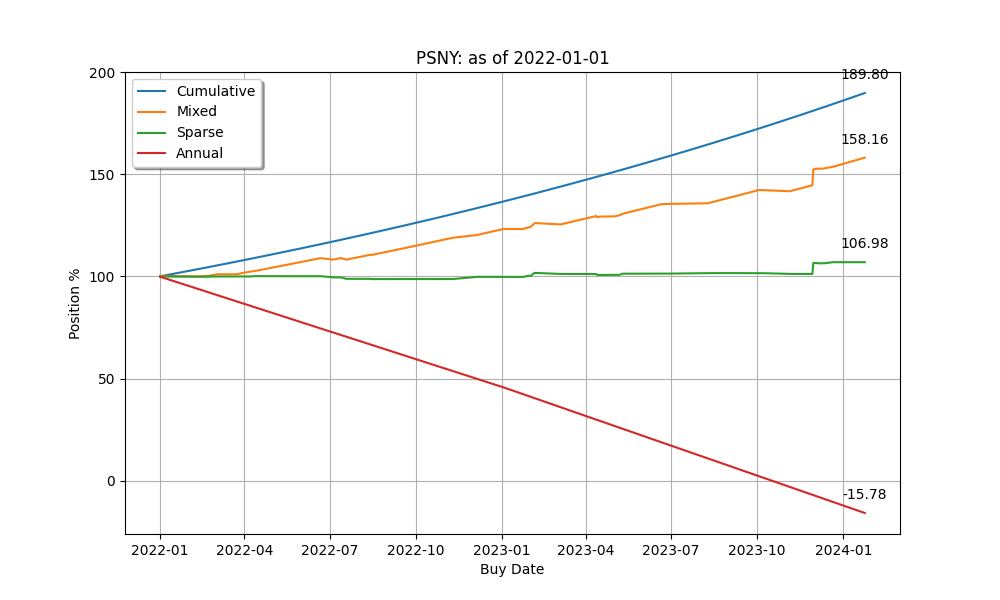 PSNY: as of 2022-01-01
Cumulative
Mixed
Sparse
Annual
200
150
100
50
0
Position %
189.80
158.16
106.98
-15.78
2022-01
2022-04
2022-07
2022-10
2023-01
2023-04
2023-07
2023-10
2024-01
Buy Date